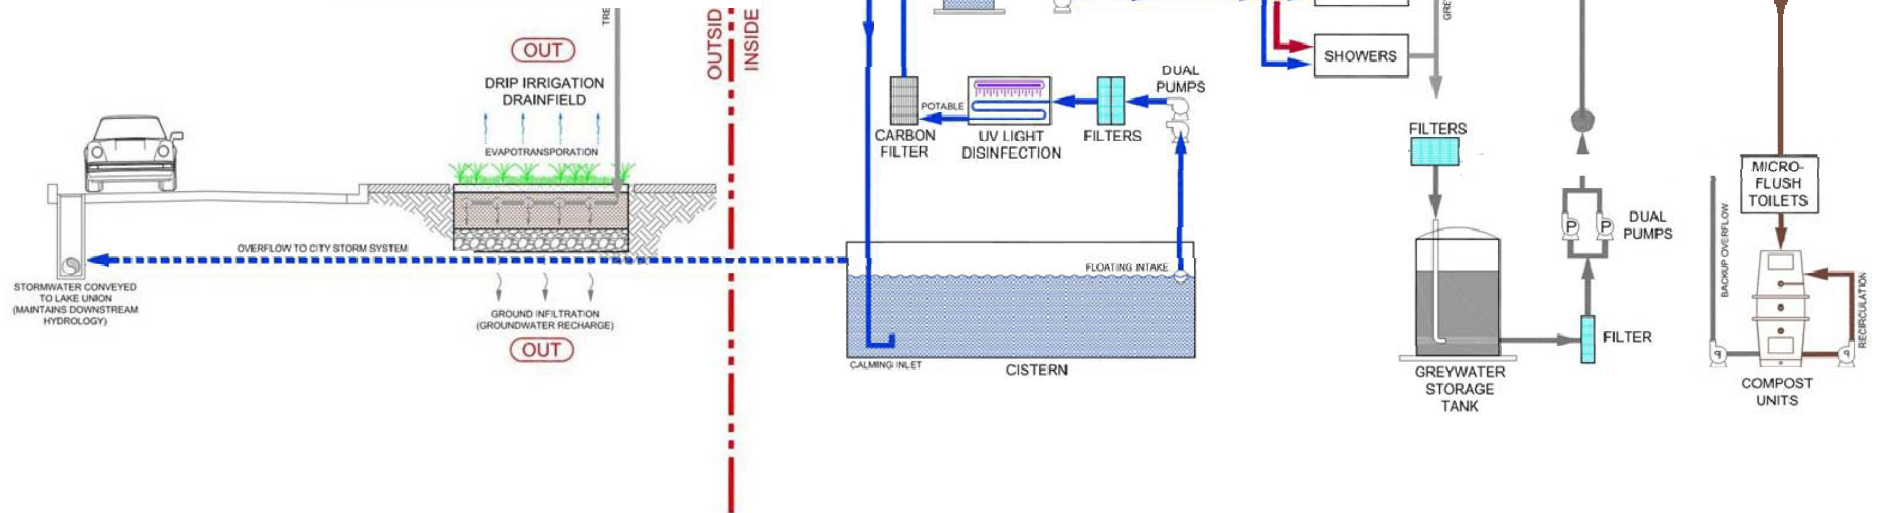 TRE
OUTSID
INSIDE
OUT
DRIP IRRIGATION
DRAINFIELD
EVAPOTRANSPORATION
OVERFLOW TO CITY STORM SYSTEM
STORMWATER CONVEYED
TO LAKE UNION
(MAINTAINS DOWNSTREAM
HYDROLOGY)
GROUND INFILTRATION
(GROUNDWATER RECHARGE)
OUT
POTABLE
CARBON
FILTER
UV LIGHT
DISINFECTION
FILTERS
DUAL
PUMPS
FLOATING INTAKE
CALMING INLET
CISTERN
SHOWERS
GRE
FILTERS
GREYWATER
STORAGE
TANK
FILTER
P
P
DUAL
PUMPS
MICRO-
FLUSH
TOILETS
BACKUP OVERFLOW
RECIRCULATION
P
P
COMPOST
UNITS